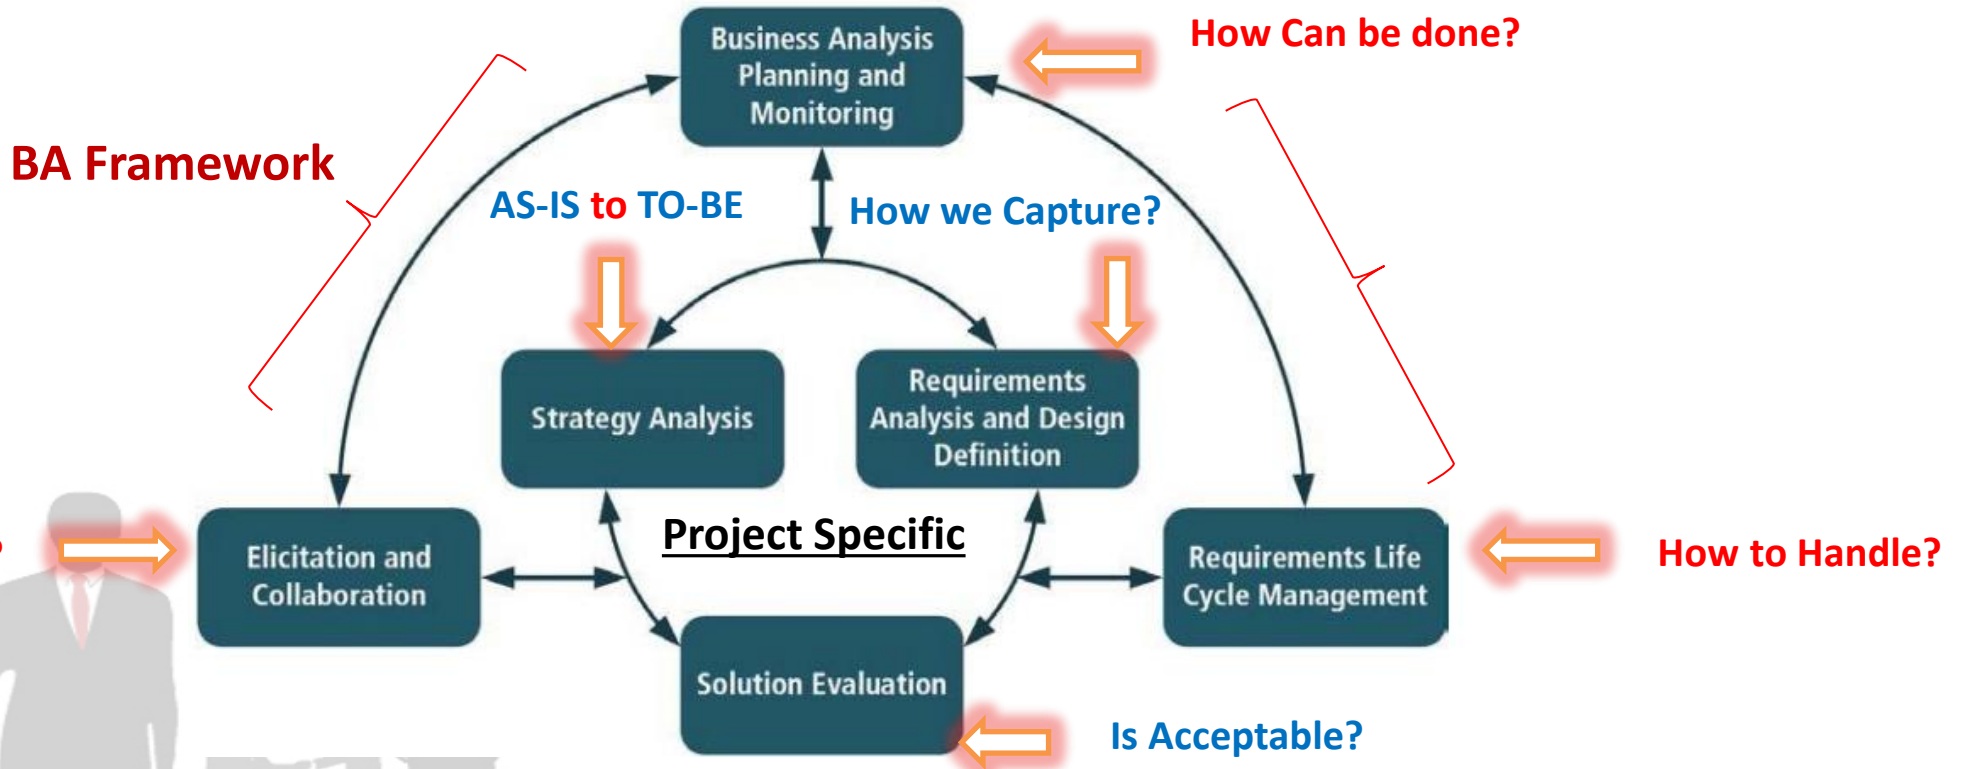 How Can be done?
Business Analysis
Planning and
Monitoring
BA Framework
AS-IS to TO-BE
How we Capture?
Strategy Analysis
Requirements
Analysis and Design
Definition
Project Specific
Elicitation and
Collaboration
Requirements Life
Cycle Management
How to Handle?
Solution Evaluation
Is Acceptable?